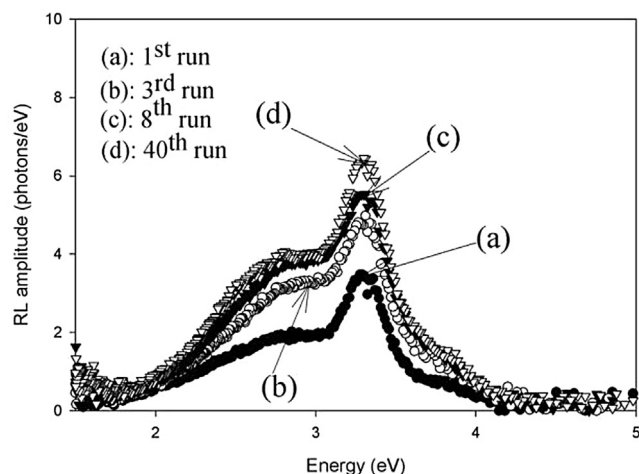 10
(a): 1st run
(b): 3rd run
(c): 8th run
(d): 40th run
8
(d)
(c)
6
RL amplitude (photons/eV)
(a)
4
2
(b)
0
2 3 4 5
Energy (eV)